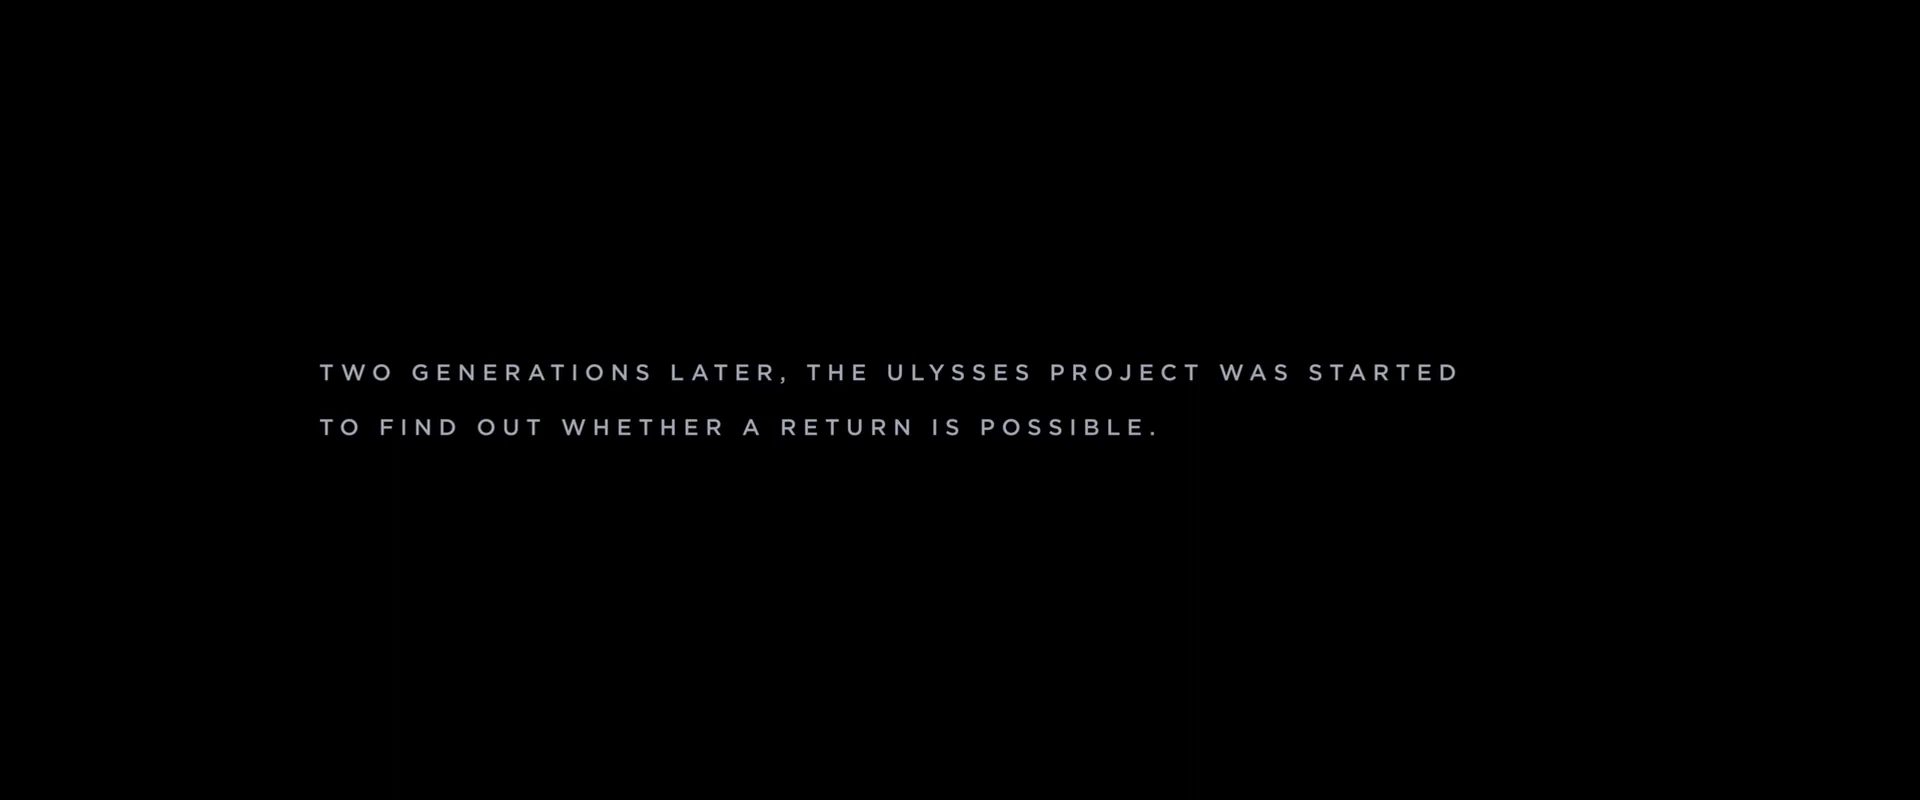 TWO GENERATIONS LATER, THE ULYSSES PROJECT WAS STARTED
TO FIND OUT WHETHER A RETURN IS POSSIBLE.